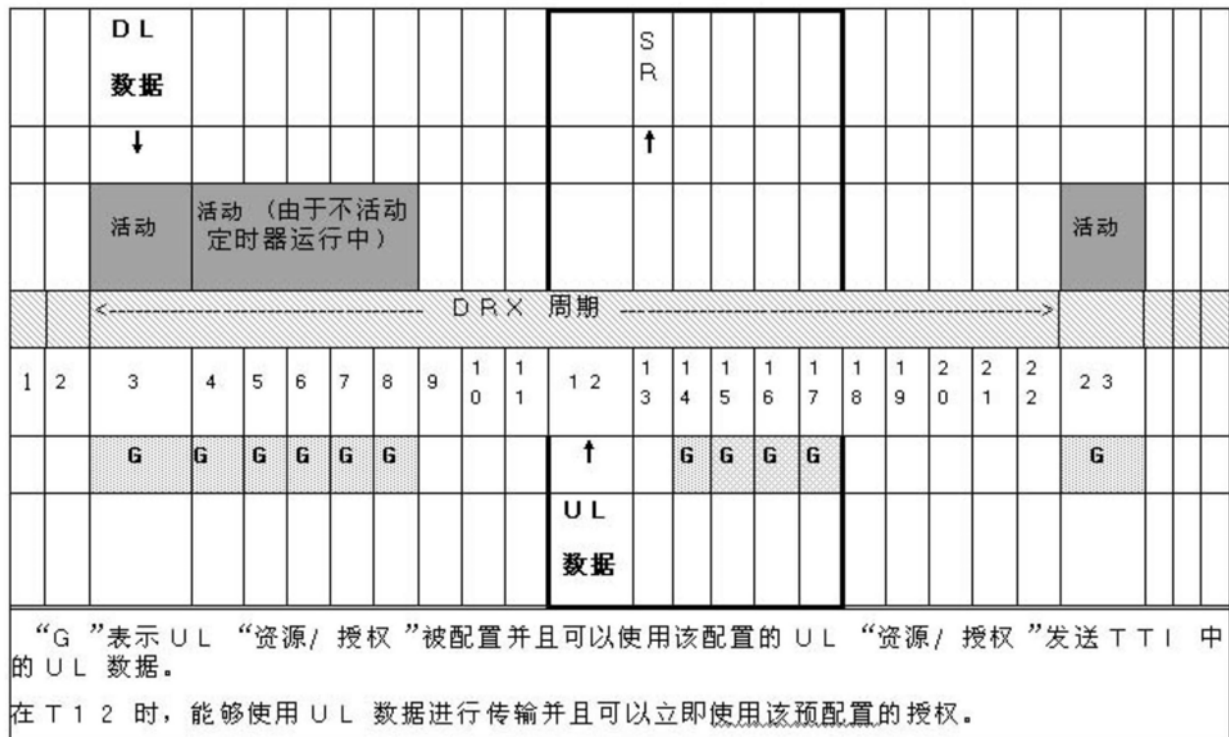 DL
数据
SR
↓
↑
活动
活动（由于不活动
定时器运行中）
活动
<---------------------------------- DRX 周期 ---------------------------------------->
1 2 3 4 5 6 7 8 9 10 11 12 13 14 15 16 17 18 19 20 21 22 23
G G G G G G ↑ G G G G G
UL
数据
“G”表示UL “资源/授权”被配置并且可以使用该配置的UL “资源/授权”发送TTI 中
的UL 数据。
在T12 时，能够使用UL 数据进行传输并且可以立即使用该预配置的授权。